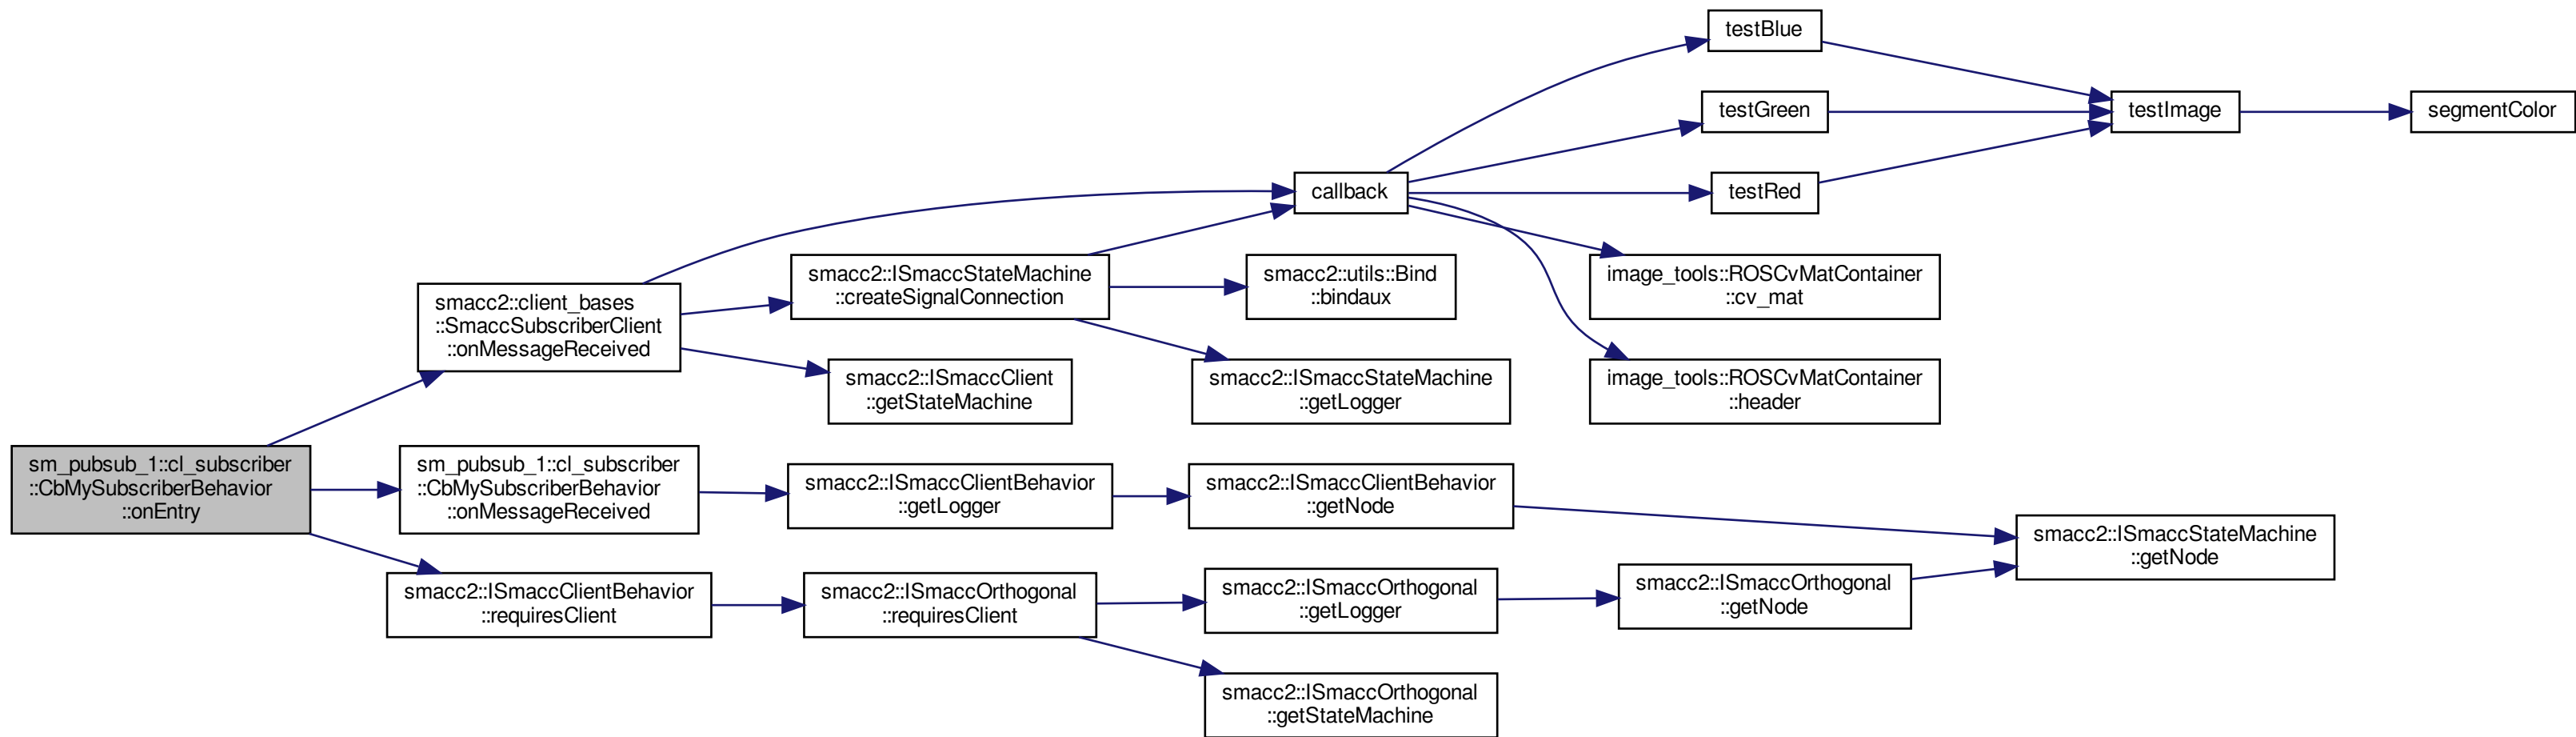 testBlue
testGreen
testImage
segmentColor
callback
testRed
smacc2::ISmaccStateMachine
::createSignalConnection
smacc2::utils::Bind
::bindaux
image_tools::ROSCvMatContainer
::cv_mat
smacc2::client_bases
::SmaccSubscriberClient
::onMessageReceived
smacc2::ISmaccClient
::getStateMachine
smacc2::ISmaccStateMachine
::getLogger
image_tools::ROSCvMatContainer
::header
sm_pubsub_1::cl_subscriber
::CbMySubscriberBehavior
::onEntry
sm_pubsub_1::cl_subscriber
::CbMySubscriberBehavior
::onMessageReceived
smacc2::ISmaccClientBehavior
::getLogger
smacc2::ISmaccClientBehavior
::getNode
smacc2::ISmaccStateMachine
::getNode
smacc2::ISmaccClientBehavior
::requiresClient
smacc2::ISmaccOrthogonal
::requiresClient
smacc2::ISmaccOrthogonal
::getLogger
smacc2::ISmaccOrthogonal
::getNode
smacc2::ISmaccOrthogonal
::getStateMachine